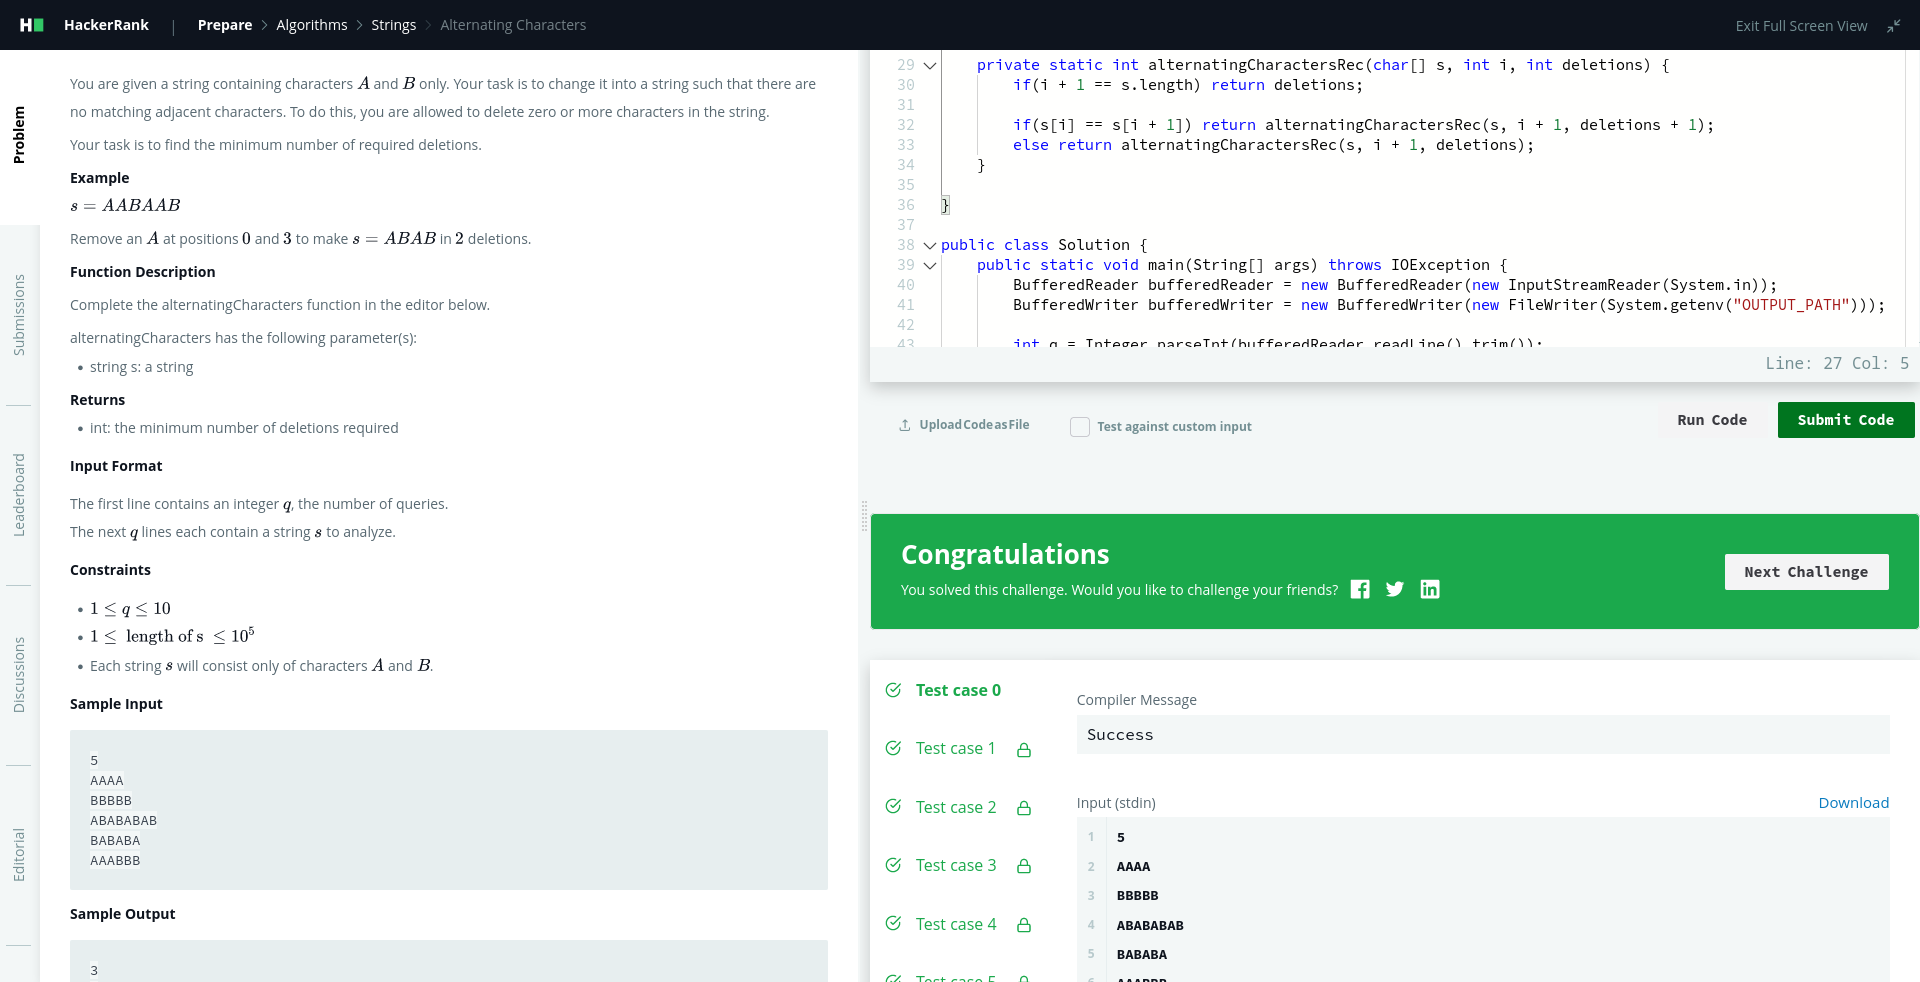 HackerRank | Prepare > Algorithms > Strings > Alternating Characters
Exit Full Screen View
Problem
Submissions
Leaderboard
Discussions
Editorial
You are given a string containing characters A and B only. Your task is to change it into a string such that there are
no matching adjacent characters. To do this, you are allowed to delete zero or more characters in the string.
Your task is to find the minimum number of required deletions.
Example
s = AABAAB
Remove an A at positions 0 and 3 to make s = ABAB in 2 deletions.
Function Description
Complete the alternatingCharacters function in the editor below.
alternatingCharacters has the following parameter(s):
• string s: a string
Returns
• int: the minimum number of deletions required
Input Format
The first line contains an integer q, the number of queries.
The next q lines each contain a string s to analyze.
Constraints
• 1 ≤ q ≤ 10
• 1 ≤ length of s ≤ 10⁵
• Each string s will consist only of characters A and B.
Sample Input
5
AAAA
BBBBB
ABABABAB
BABABA
AAABBB
Sample Output
3
29 private static int alternatingCharactersRec(char[] s, int i, int deletions) {
30 if(i + 1 == s.length) return deletions;
31
32 if(s[i] == s[i + 1]) return alternatingCharactersRec(s, i + 1, deletions + 1);
33 else return alternatingCharactersRec(s, i + 1, deletions);
34 }
35
36 }
37
38 public class Solution {
39 public static void main(String[] args) throws IOException {
40 BufferedReader bufferedReader = new BufferedReader(new InputStreamReader(System.in));
41 BufferedWriter bufferedWriter = new BufferedWriter(new FileWriter(System.getenv("OUTPUT_PATH")));
42
43 int q = Integer.parseInt(bufferedReader.readLine().trim());
Line: 27 Col: 5
Upload Code as File
Test against custom input
Run Code
Submit Code
Congratulations
You solved this challenge. Would you like to challenge your friends?
Next Challenge
Test case 0
Test case 1
Test case 2
Test case 3
Test case 4
Test case 5
Compiler Message
Success
Input (stdin)
Download
1 5
2 AAAA
3 BBBBB
4 ABABABAB
5 BABABA
6 AAABBB